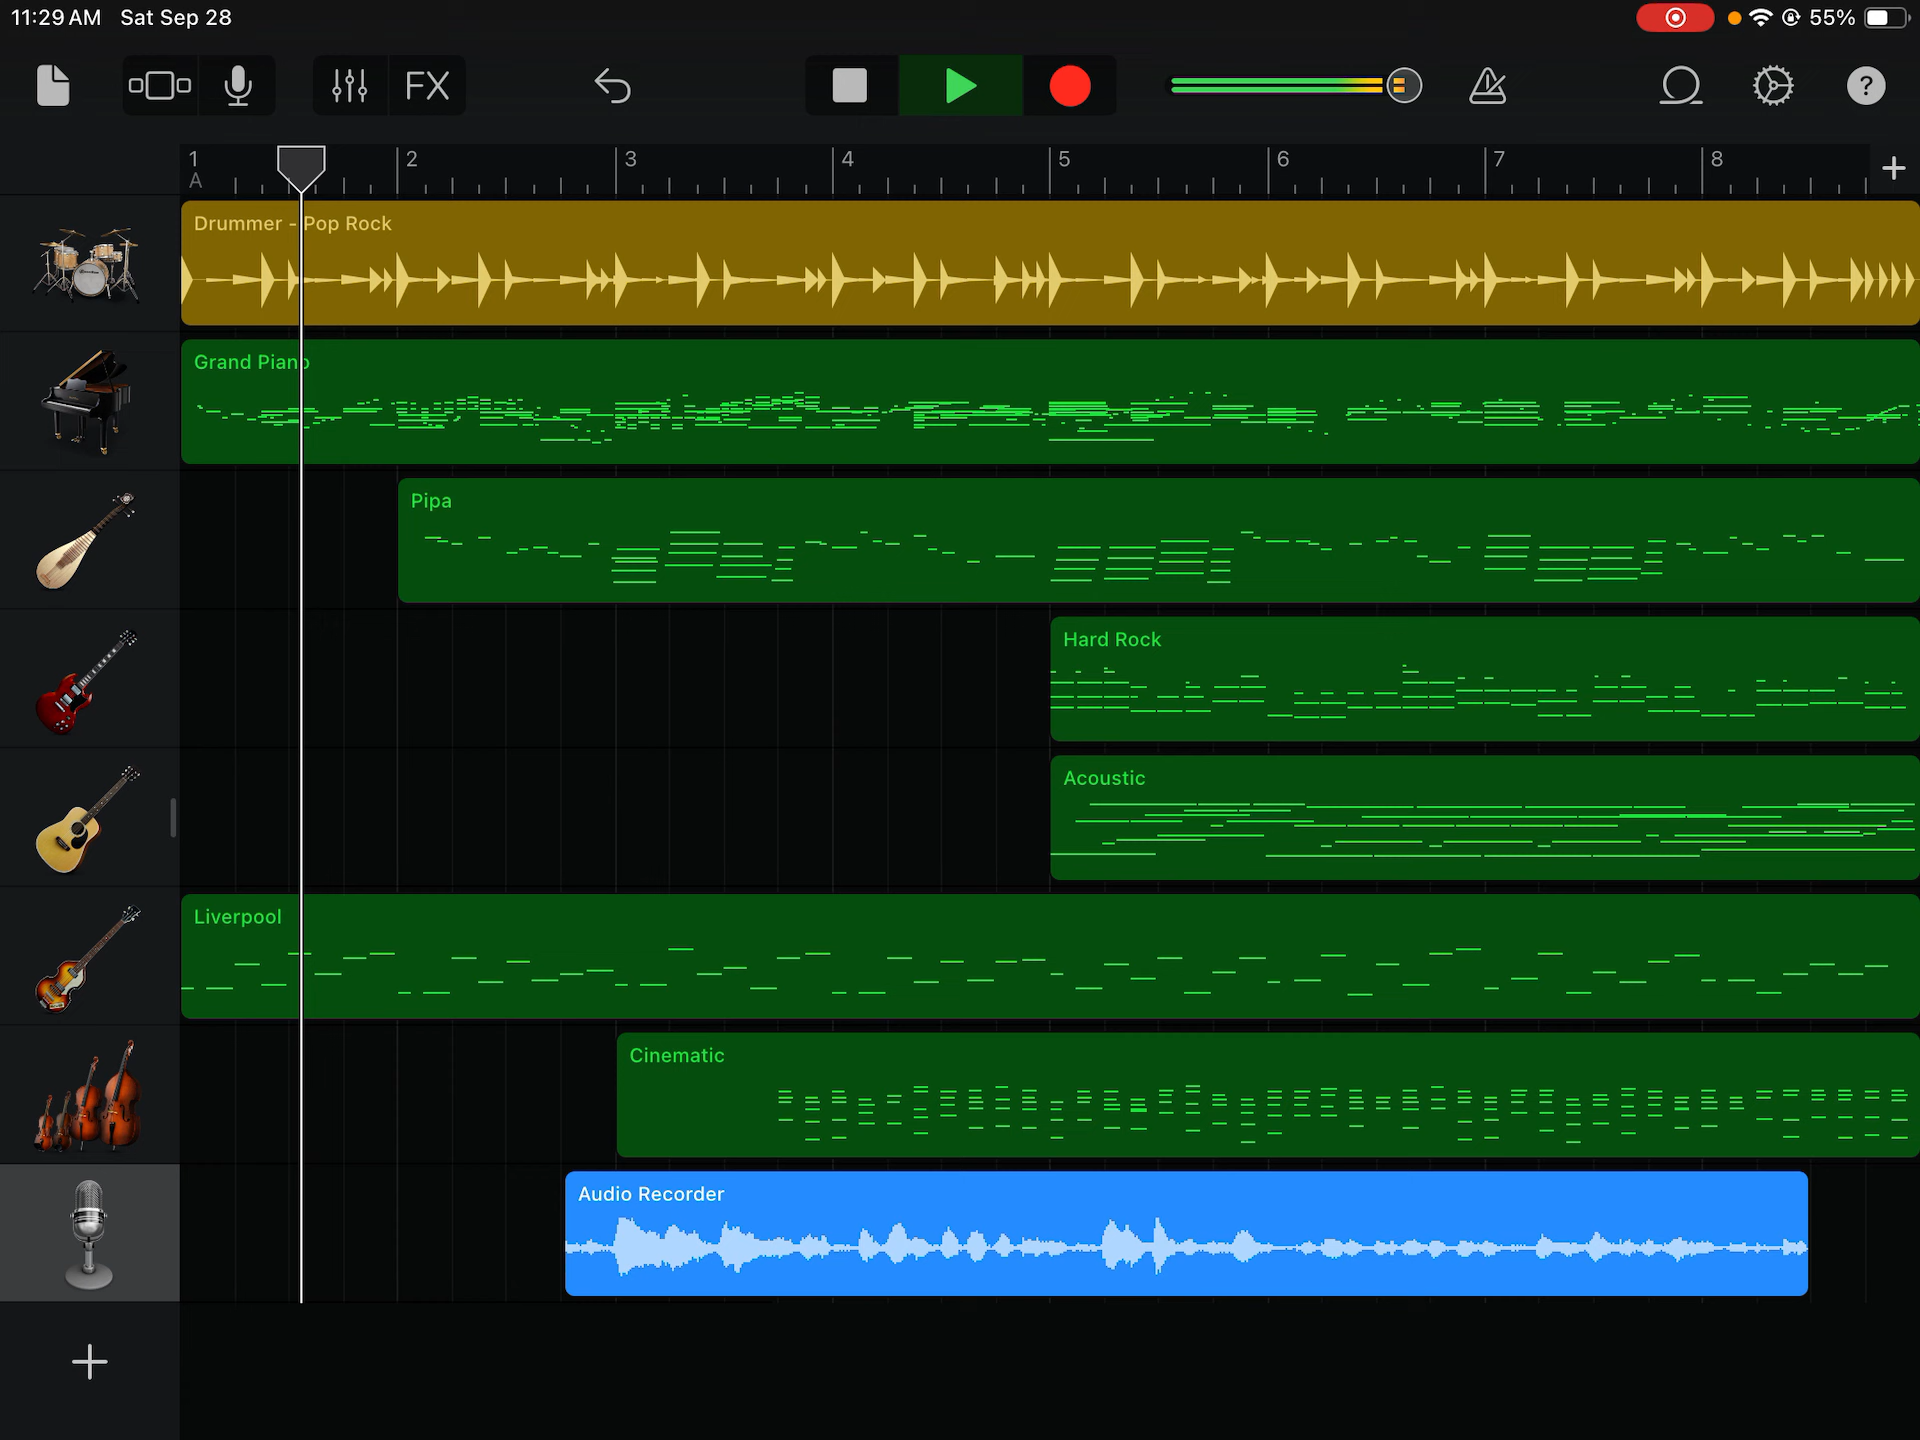 11:29 AM Sat Sep 28
55%
FX
?
1 2 3 4 5 6 7 8
A
Drummer - Pop Rock
Grand Piano
Pipa
Hard Rock
Acoustic
Liverpool
Cinematic
Audio Recorder